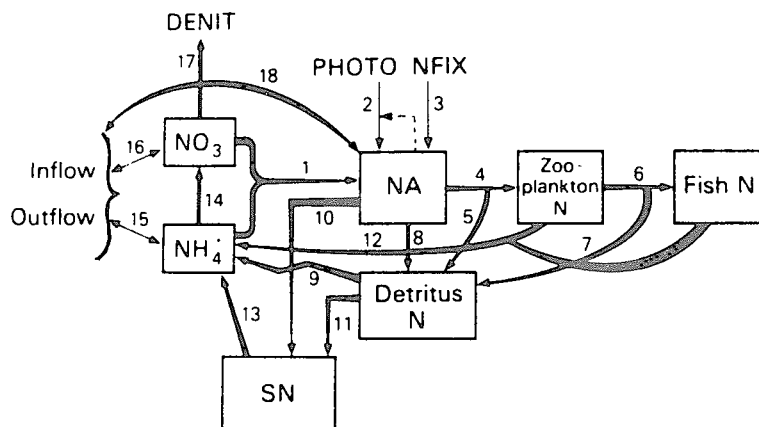 DENIT
17
18
PHOTO NFIX
2
3
16
NO3
Inflow
1
NA
4
Zoo-
plankton
N
6
Fish N
14
Outflow
15
10
5
NH4+
12
8
7
9
Detritus
N
13
11
SN